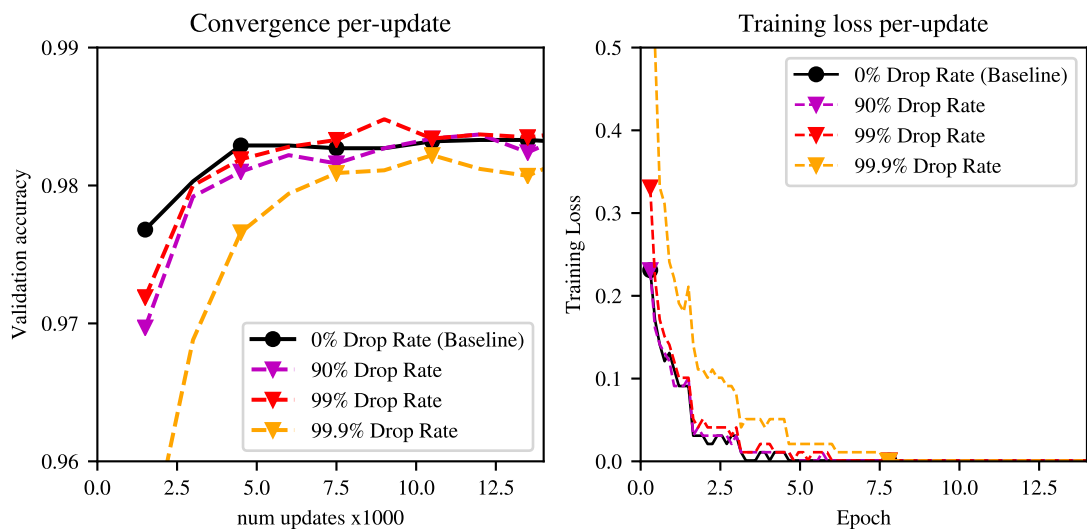 Convergence per-update
Validation accuracy
0.99
0.98
0.97
0.96
0.0 2.5 5.0 7.5 10.0 12.5
num updates x1000
0% Drop Rate (Baseline)
90% Drop Rate
99% Drop Rate
99.9% Drop Rate
Training loss per-update
Training Loss
0.5
0.4
0.3
0.2
0.1
0.0
0.0 2.5 5.0 7.5 10.0 12.5
Epoch
0% Drop Rate (Baseline)
90% Drop Rate
99% Drop Rate
99.9% Drop Rate